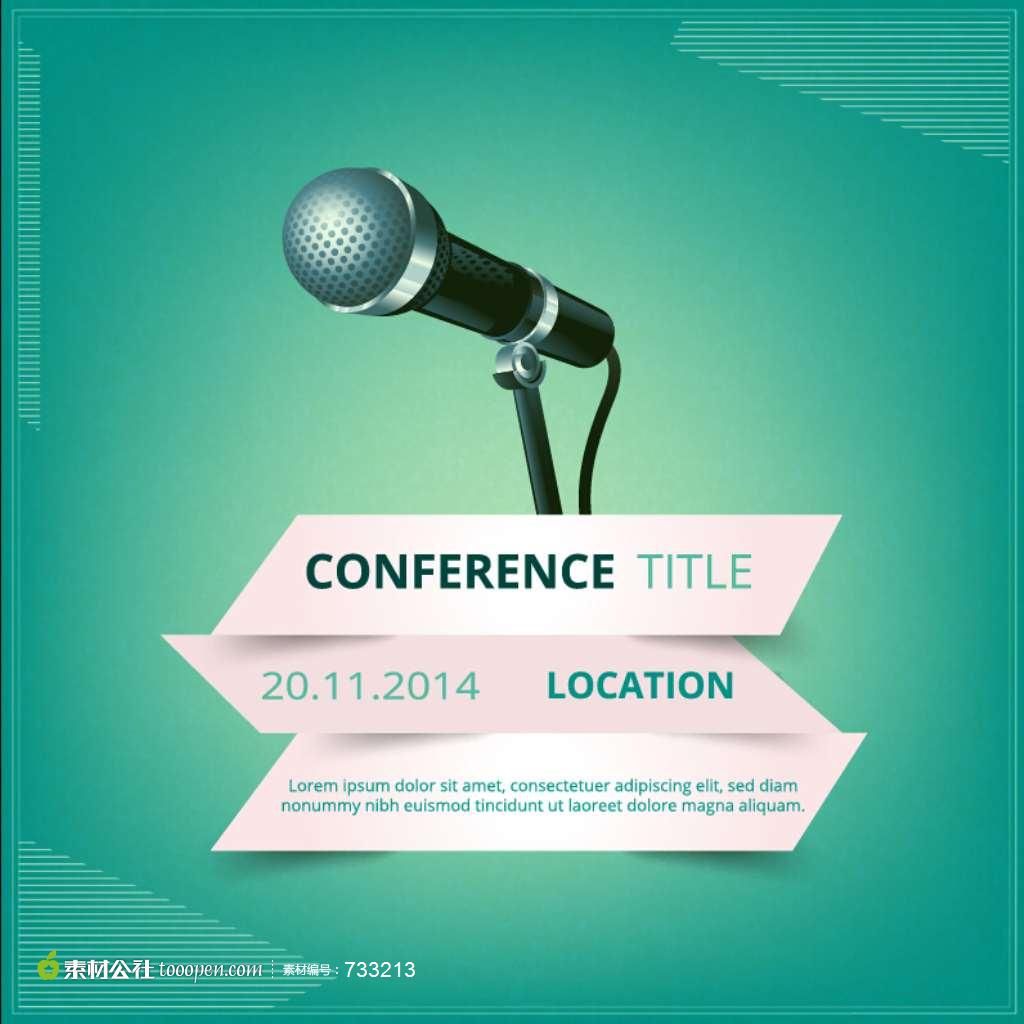 CONFERENCE TITLE
20.11.2014 LOCATION
Lorem ipsum dolor sit amet, consectetuer adipiscing elit, sed diam
nonummy nibh euismod tincidunt ut laoreet dolore magna aliquam.
素材公社 tooopen.com 素材编号：733213